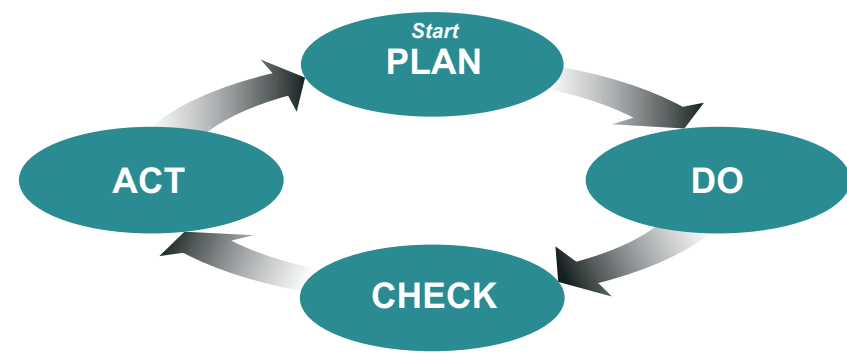 Start
PLAN
DO
CHECK
ACT